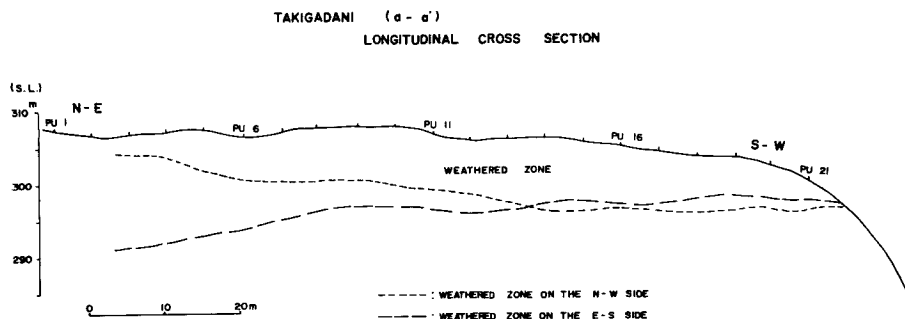 TAKIGADANI (a - a')
LONGITUDINAL CROSS SECTION
(S.L.)
m
N-E
310
PU 1
PU 6
PU 11
PU 16
S-W
PU 21
WEATHERED ZONE
300
290
0 10 20m
: WEATHERED ZONE ON THE N-W SIDE
: WEATHERED ZONE ON THE E-S SIDE